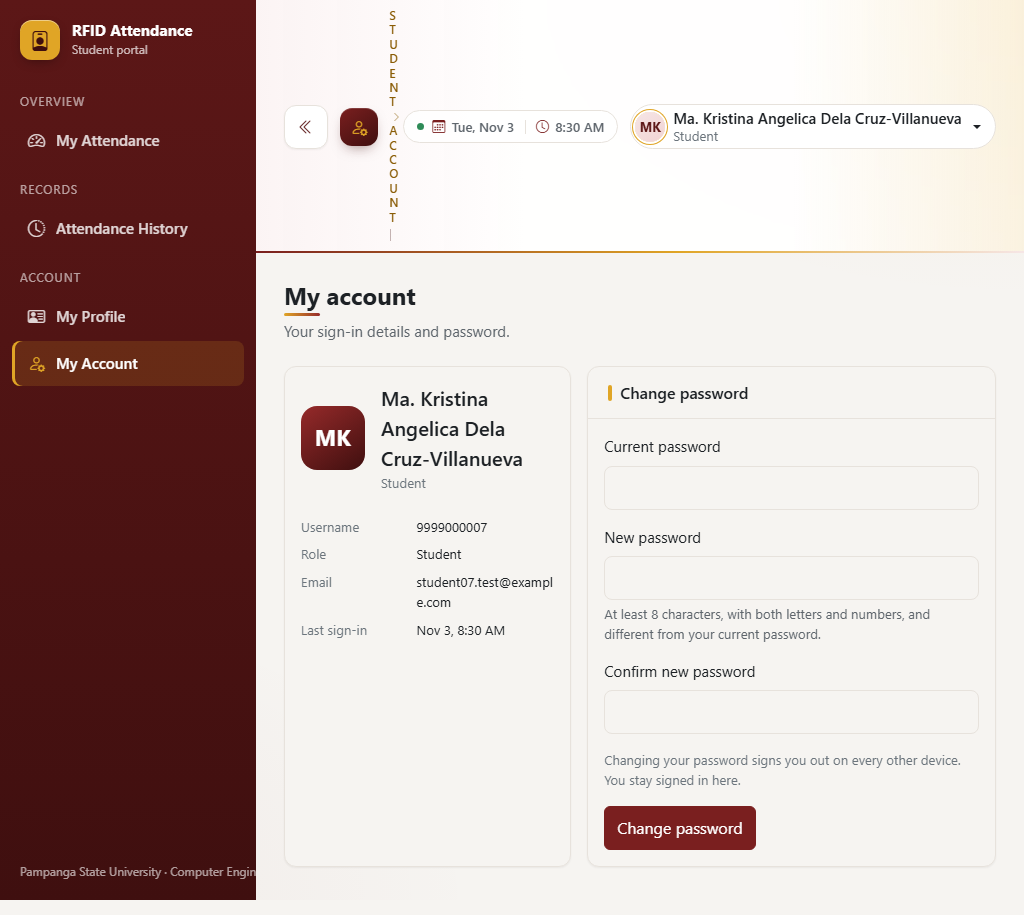 RFID Attendance
Student portal
OVERVIEW
My Attendance
RECORDS
Attendance History
ACCOUNT
My Profile
My Account
Pampanga State University · Computer Engin
STUDENT
ACCOUNT
Tue, Nov 3
8:30 AM
MK
Ma. Kristina Angelica Dela Cruz-Villanueva
Student
My account
Your sign-in details and password.
MK
Ma. Kristina
Angelica Dela
Cruz-Villanueva
Student
Username 9999000007
Role Student
Email student07.test@exampl
e.com
Last sign-in Nov 3, 8:30 AM
Change password
Current password
New password
At least 8 characters, with both letters and numbers, and
different from your current password.
Confirm new password
Changing your password signs you out on every other device.
You stay signed in here.
Change password